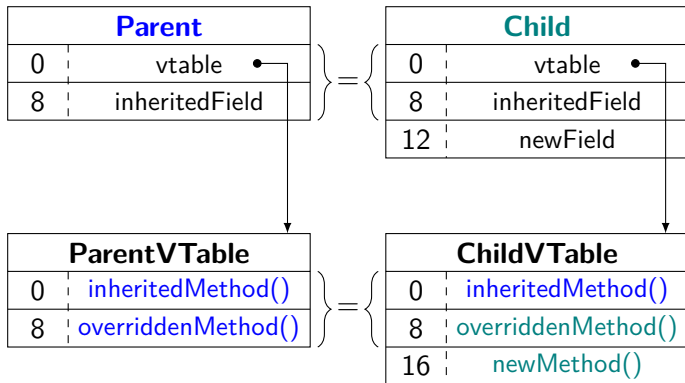 Parent
0 vtable
8 inheritedField
=
Child
0 vtable
8 inheritedField
12 newField
ParentVTable
0 inheritedMethod()
8 overriddenMethod()
=
ChildVTable
0 inheritedMethod()
8 overriddenMethod()
16 newMethod()